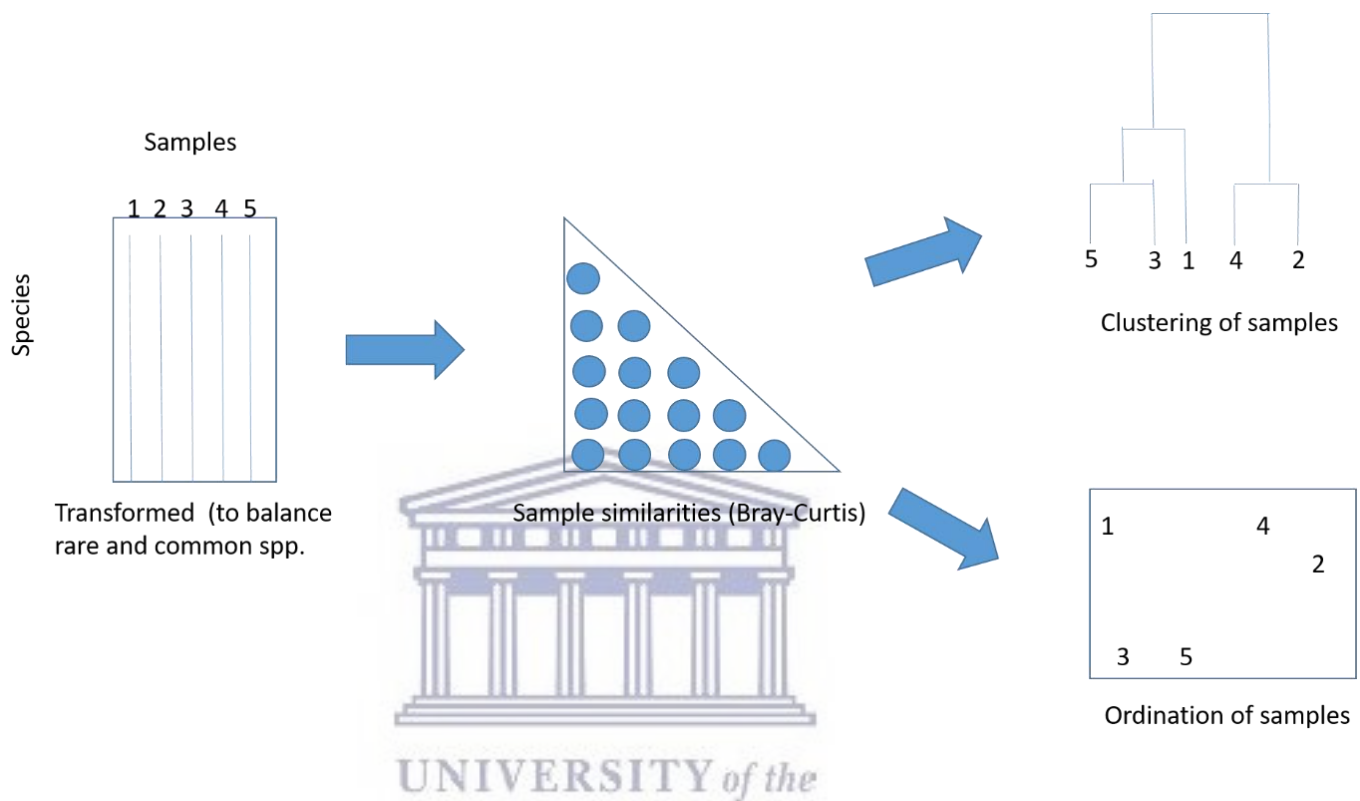 Samples
1 2 3 4 5
Species
Transformed (to balance
rare and common spp.
Sample similarities (Bray-Curtis)
5 3 1 4 2
Clustering of samples
1 4
2
3 5
Ordination of samples
UNIVERSITY of the